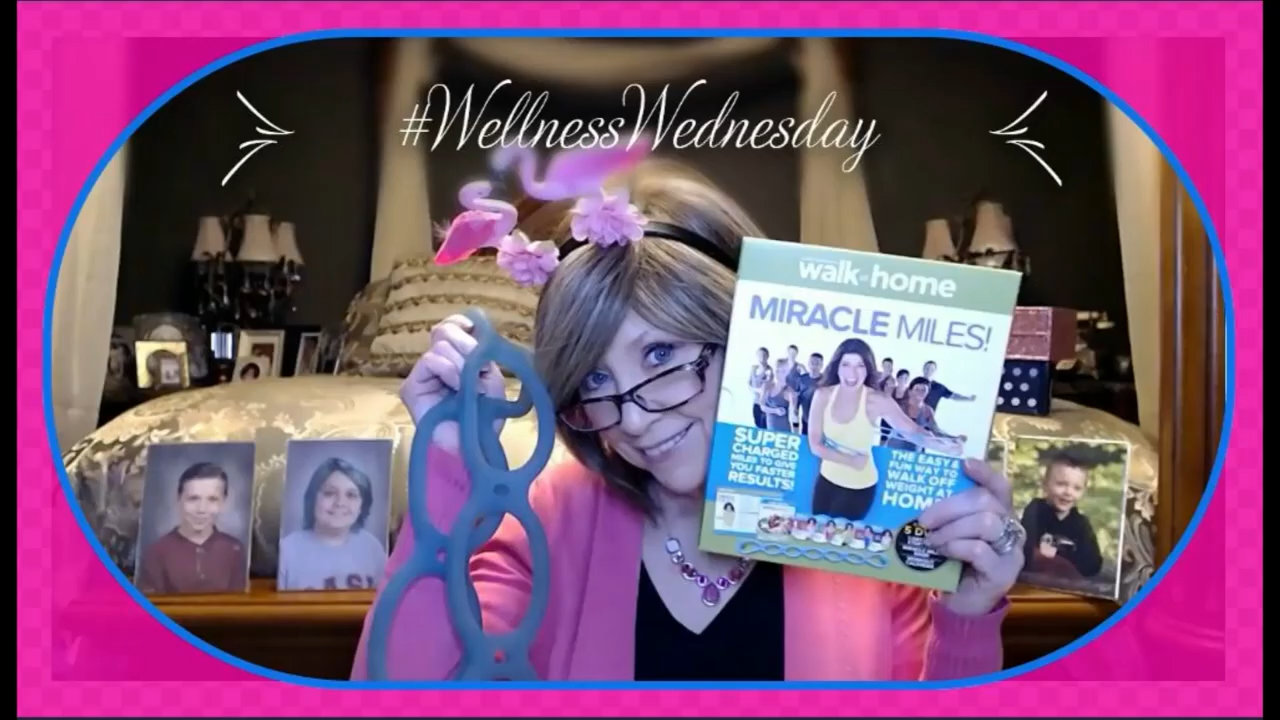 #WellnessWednesday
walk at home
MIRACLE MILES!
SUPER
CHARGED
MILES TO GIVE
YOU FASTER
RESULTS!
THE EASY &
FUN WAY TO
WALK OFF
WEIGHT AT
HOM
5 D